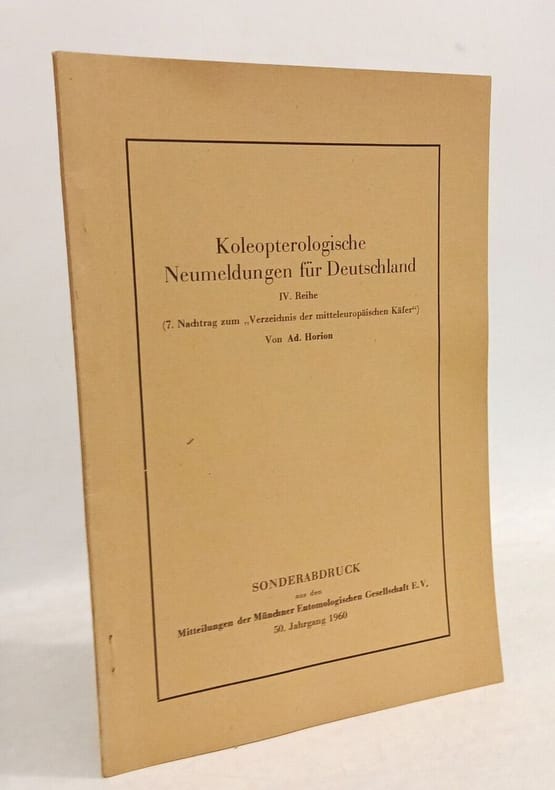 Koleopterologische
Neumeldungen für Deutschland
IV. Reihe
(7. Nachtrag zum „Verzeichnis der mitteleuropäischen Käfer“)
Von Ad. Horion
SONDERABDRUCK
aus den
Mitteilungen der Münchner Entomologischen Gesellschaft E. V.
50. Jahrgang 1960